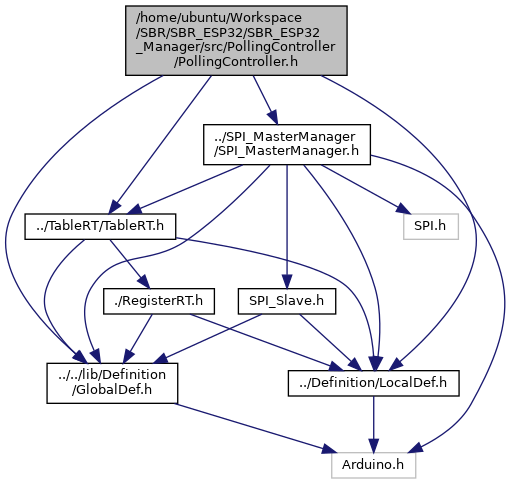 /home/ubuntu/Workspace
/SBR/SBR_ESP32/SBR_ESP32
_Manager/src/PollingController
/PollingController.h
../SPI_MasterManager
/SPI_MasterManager.h
../TableRT/TableRT.h
SPI.h
./RegisterRT.h
SPI_Slave.h
../../lib/Definition
/GlobalDef.h
../Definition/LocalDef.h
Arduino.h